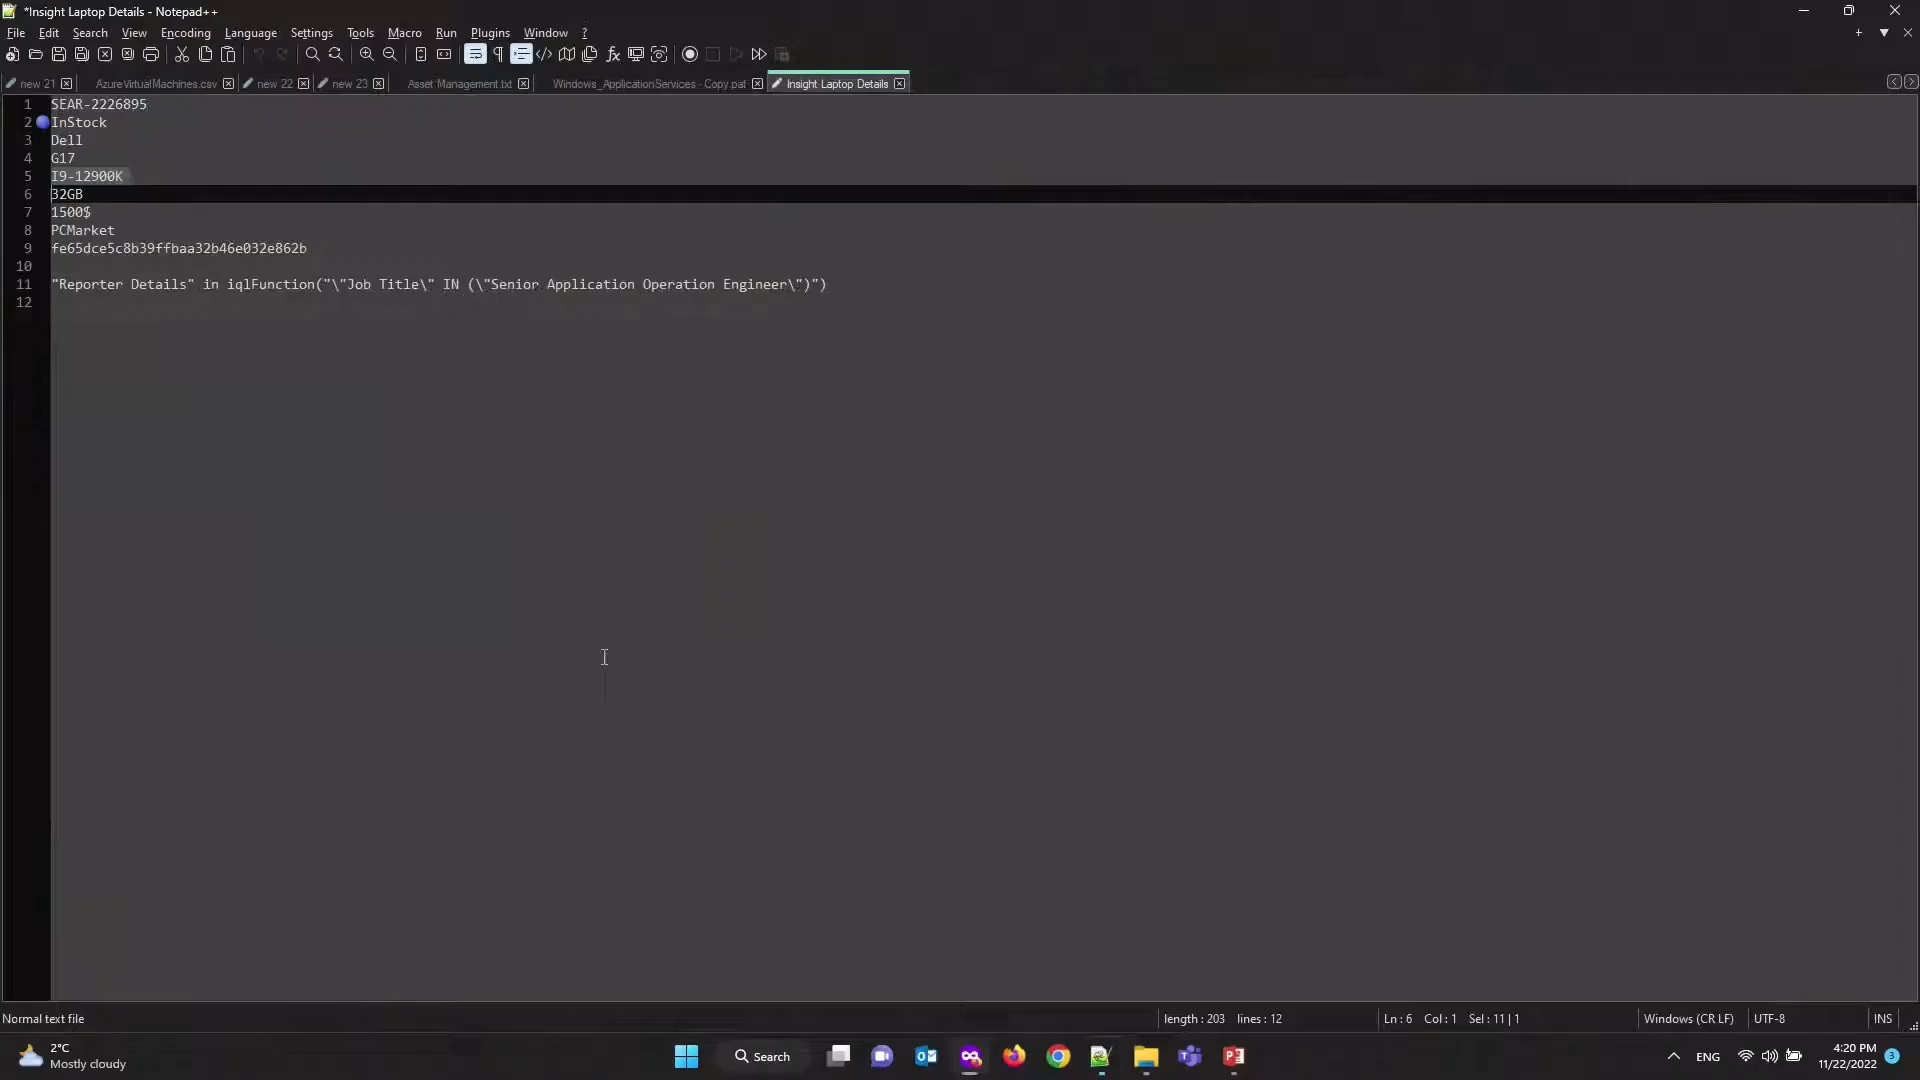 *Insight Laptop Details - Notepad++
File Edit Search View Encoding Language Settings Tools Macro Run Plugins Window ?
new 21 AzureVirtualMachines.csv new 22 new 23 Asset Management.txt Windows_ApplicationServices - Copy.pat Insight Laptop Details
1 SEAR-2226895
2 InStock
3 Dell
4 G17
5 I9-12900K
6 32GB
7 1500$
8 PCMarket
9 fe65dce5c8b39ffbaa32b46e032e862b
10
11 "Reporter Details" in iqlFunction("\"Job Title\" IN (\"Senior Application Operation Engineer\")")
12
Normal text file length : 203 lines : 12 Ln : 6 Col : 1 Sel : 11 | 1 Windows (CR LF) UTF-8 INS
2°C
Mostly cloudy
Search
ENG
4:20 PM
11/22/2022
3